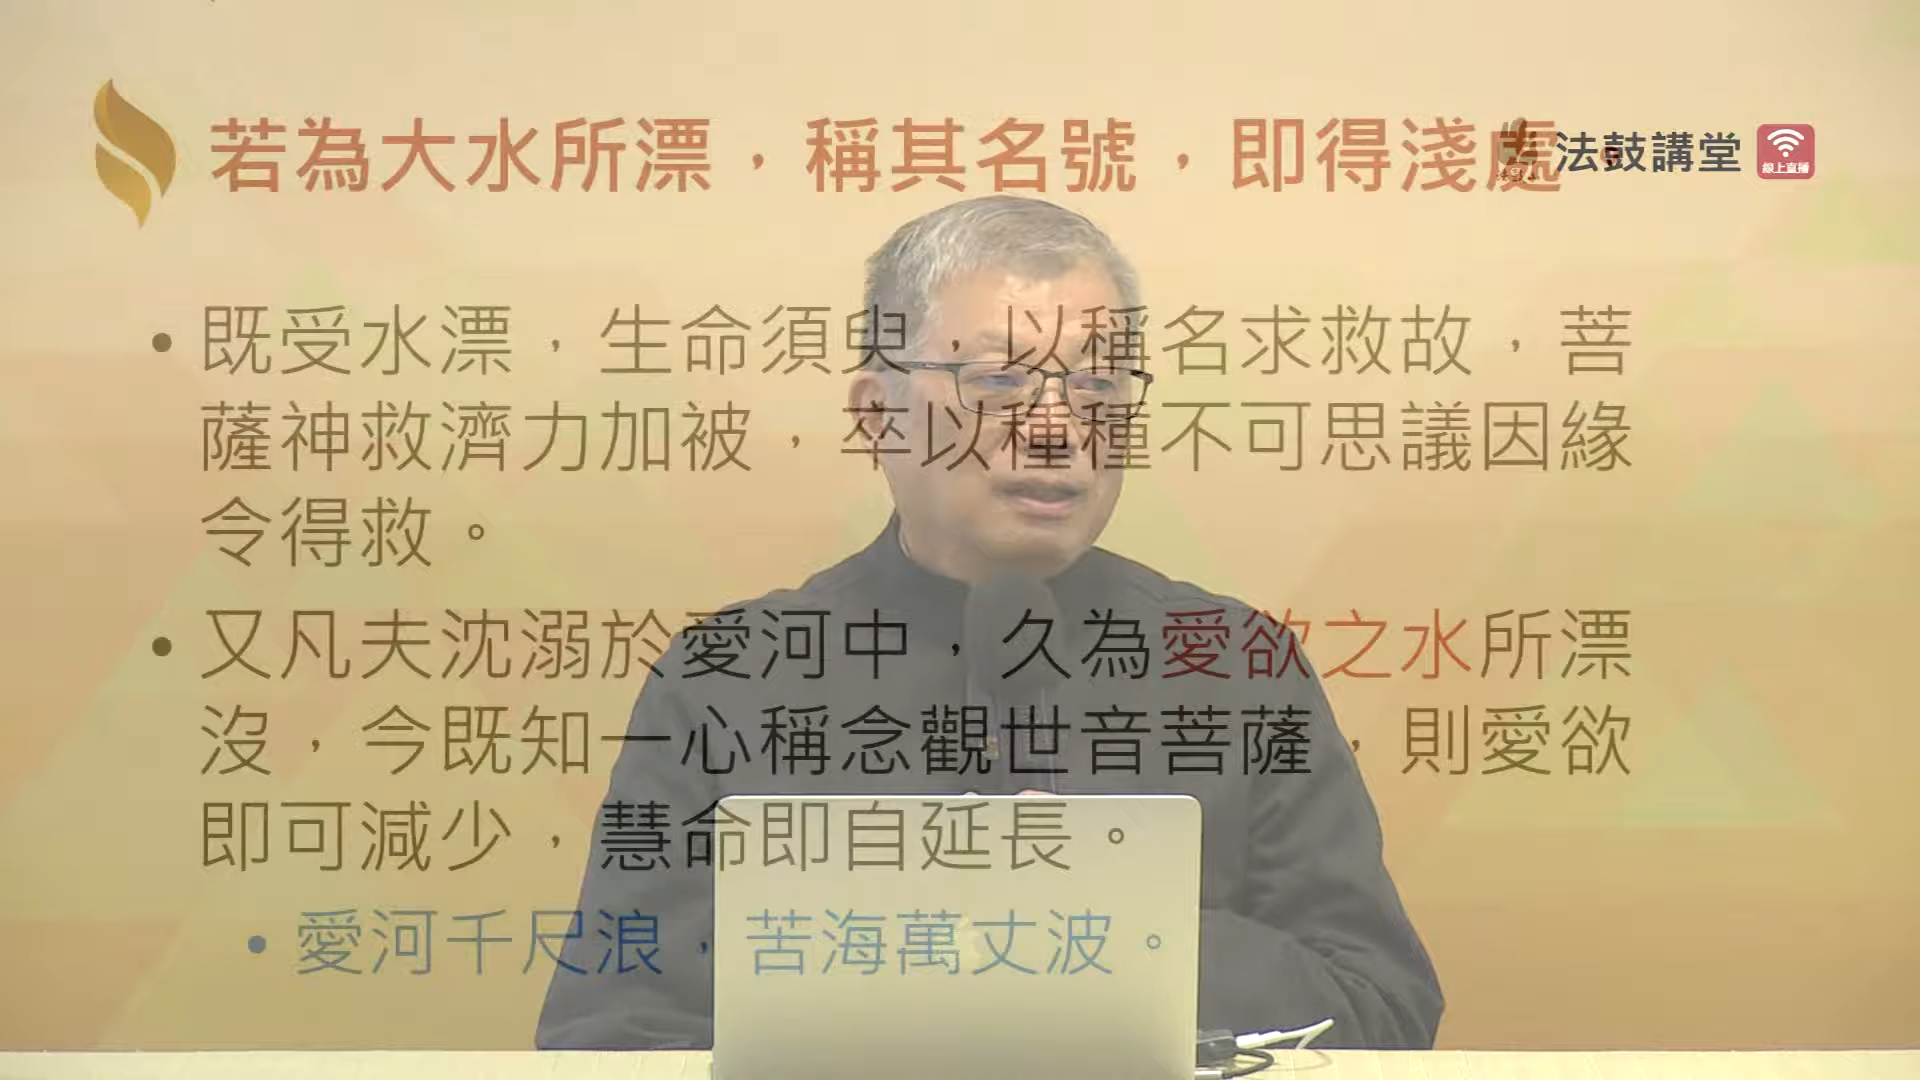 若為大水所漂，稱其名號，即得淺處
法鼓講堂
線上直播
• 既受水漂，生命須臾，以稱名求救故，菩
薩神救濟力加被，卒以種種不可思議因緣
令得救。
• 又凡夫沈溺於愛河中，久為愛欲之水所漂
沒，今既知一心稱念觀世音菩薩，則愛欲
即可減少，慧命即自延長。
• 愛河千尺浪，苦海萬丈波。